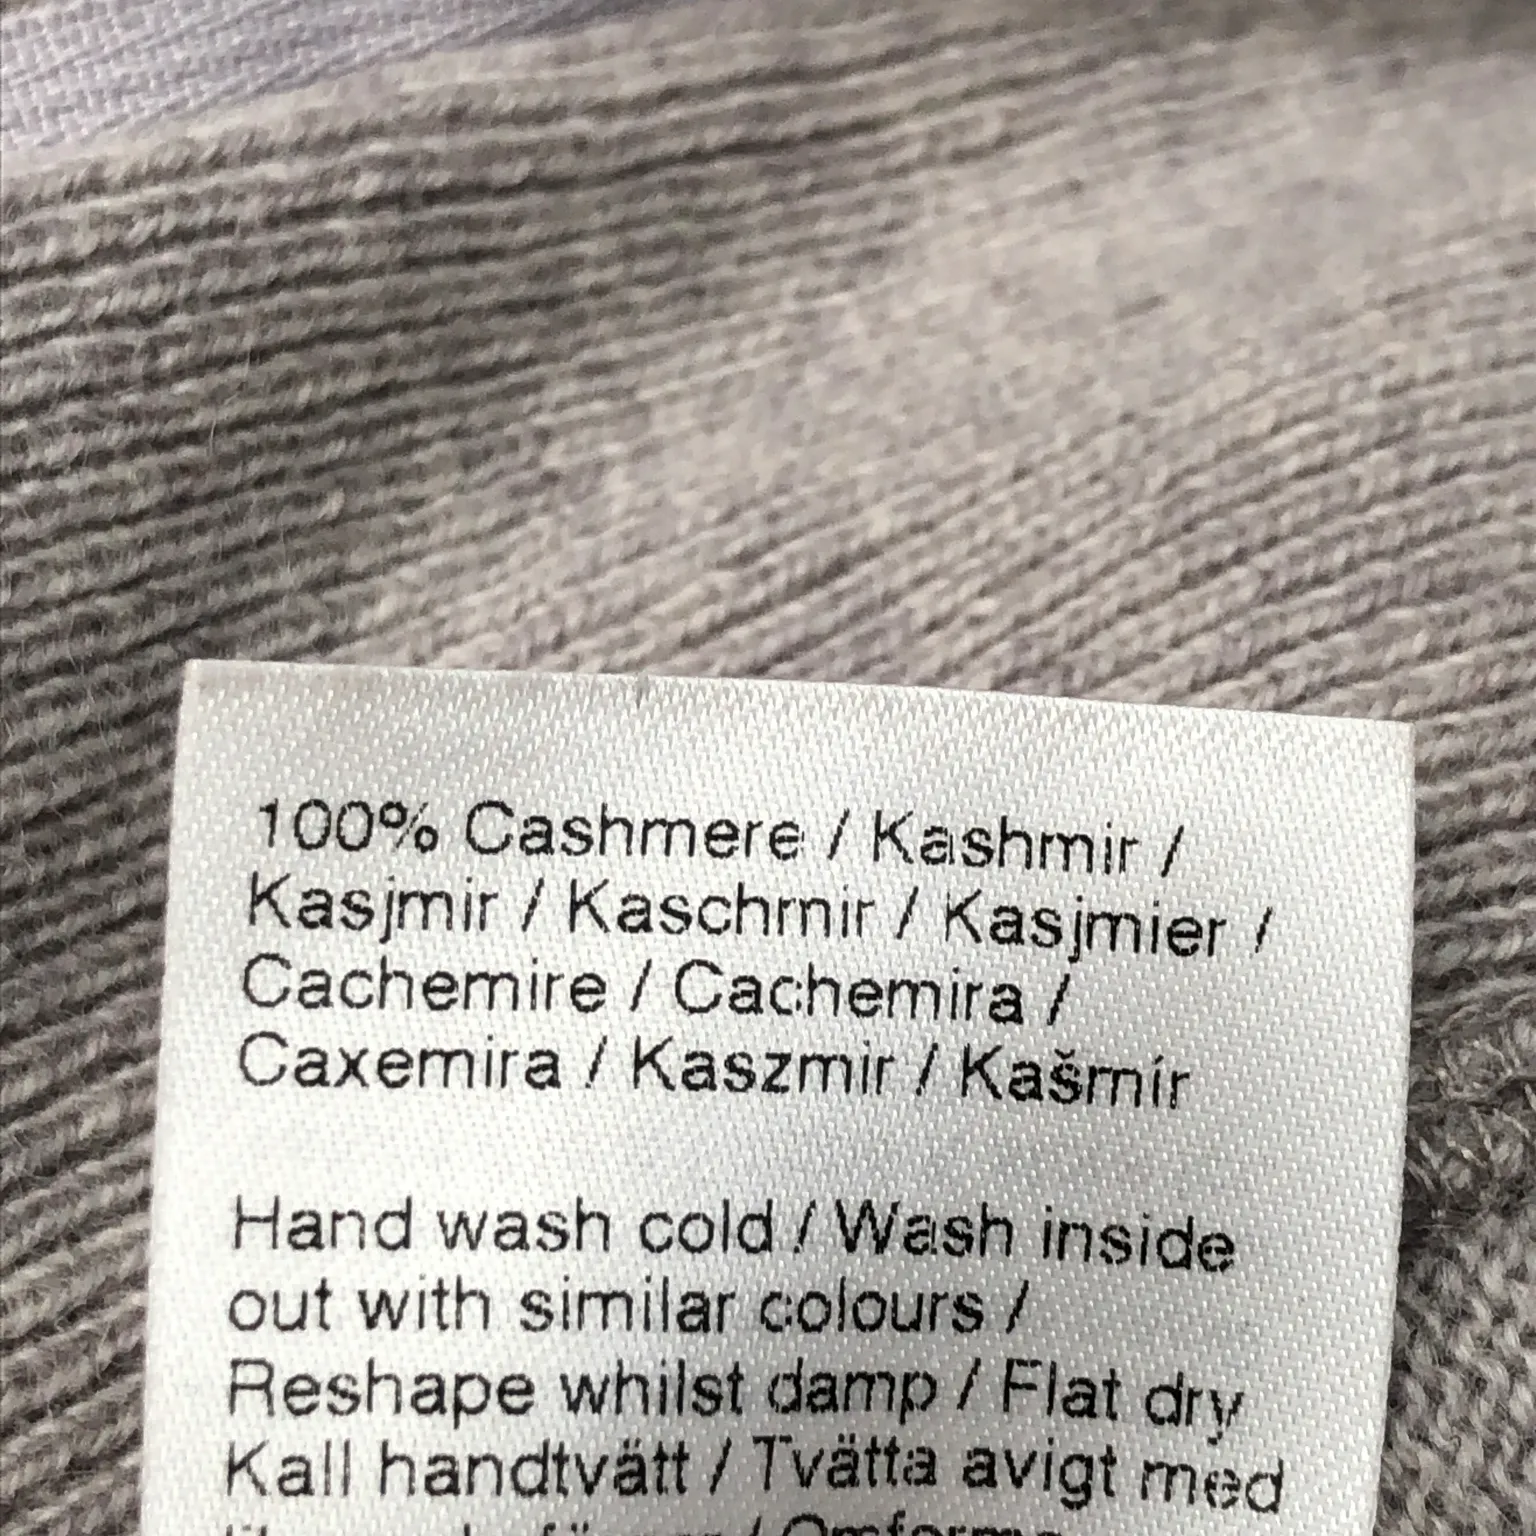 100% Cashmere / Kashmir /
Kasjmir / Kaschmir / Kasjmier /
Cachemire / Cachemira /
Caxemira / Kaszmir / Kašmír
Hand wash cold / Wash inside
out with similar colours /
Reshape whilst damp / Flat dry
Kall handtvätt / Tvätta avigt med